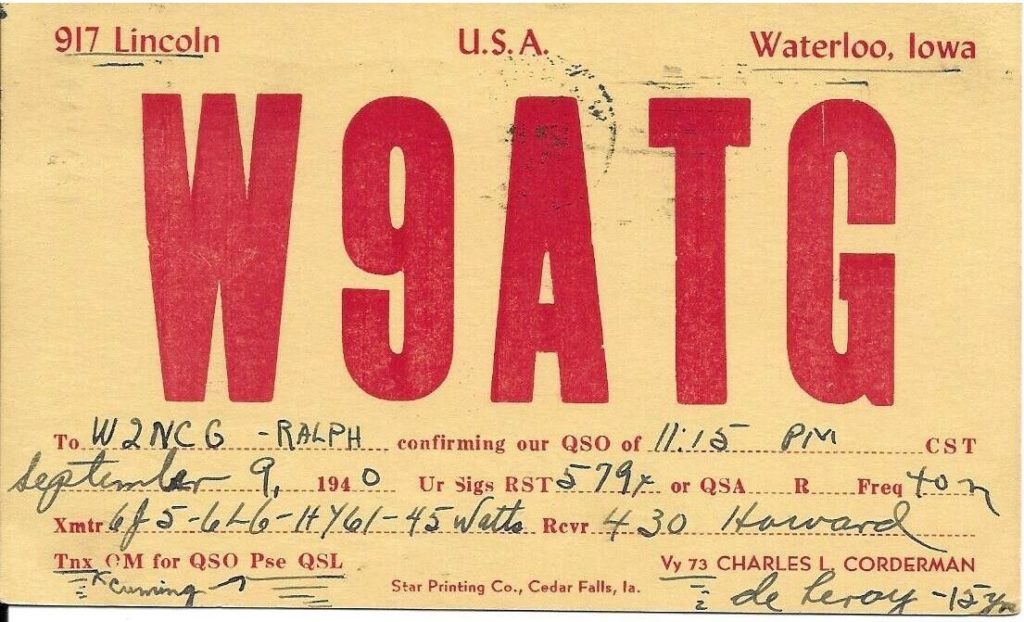 917 Lincoln U.S.A. Waterloo, Iowa
W9ATG
To W2NCG - RALPH confirming our QSO of 11:15 PM CST
September 9, 1940 Ur Sigs RST 579x or QSA R Freq 40 m
Xmtr 6J5-6L6-HY61-45 Watts Rcvr 430 Howard
Tnx OM for QSO Pse QSL Vy 73 CHARLES L. CORDERMAN
Star Printing Co., Cedar Falls, Ia.
de Leroy - 15 yr